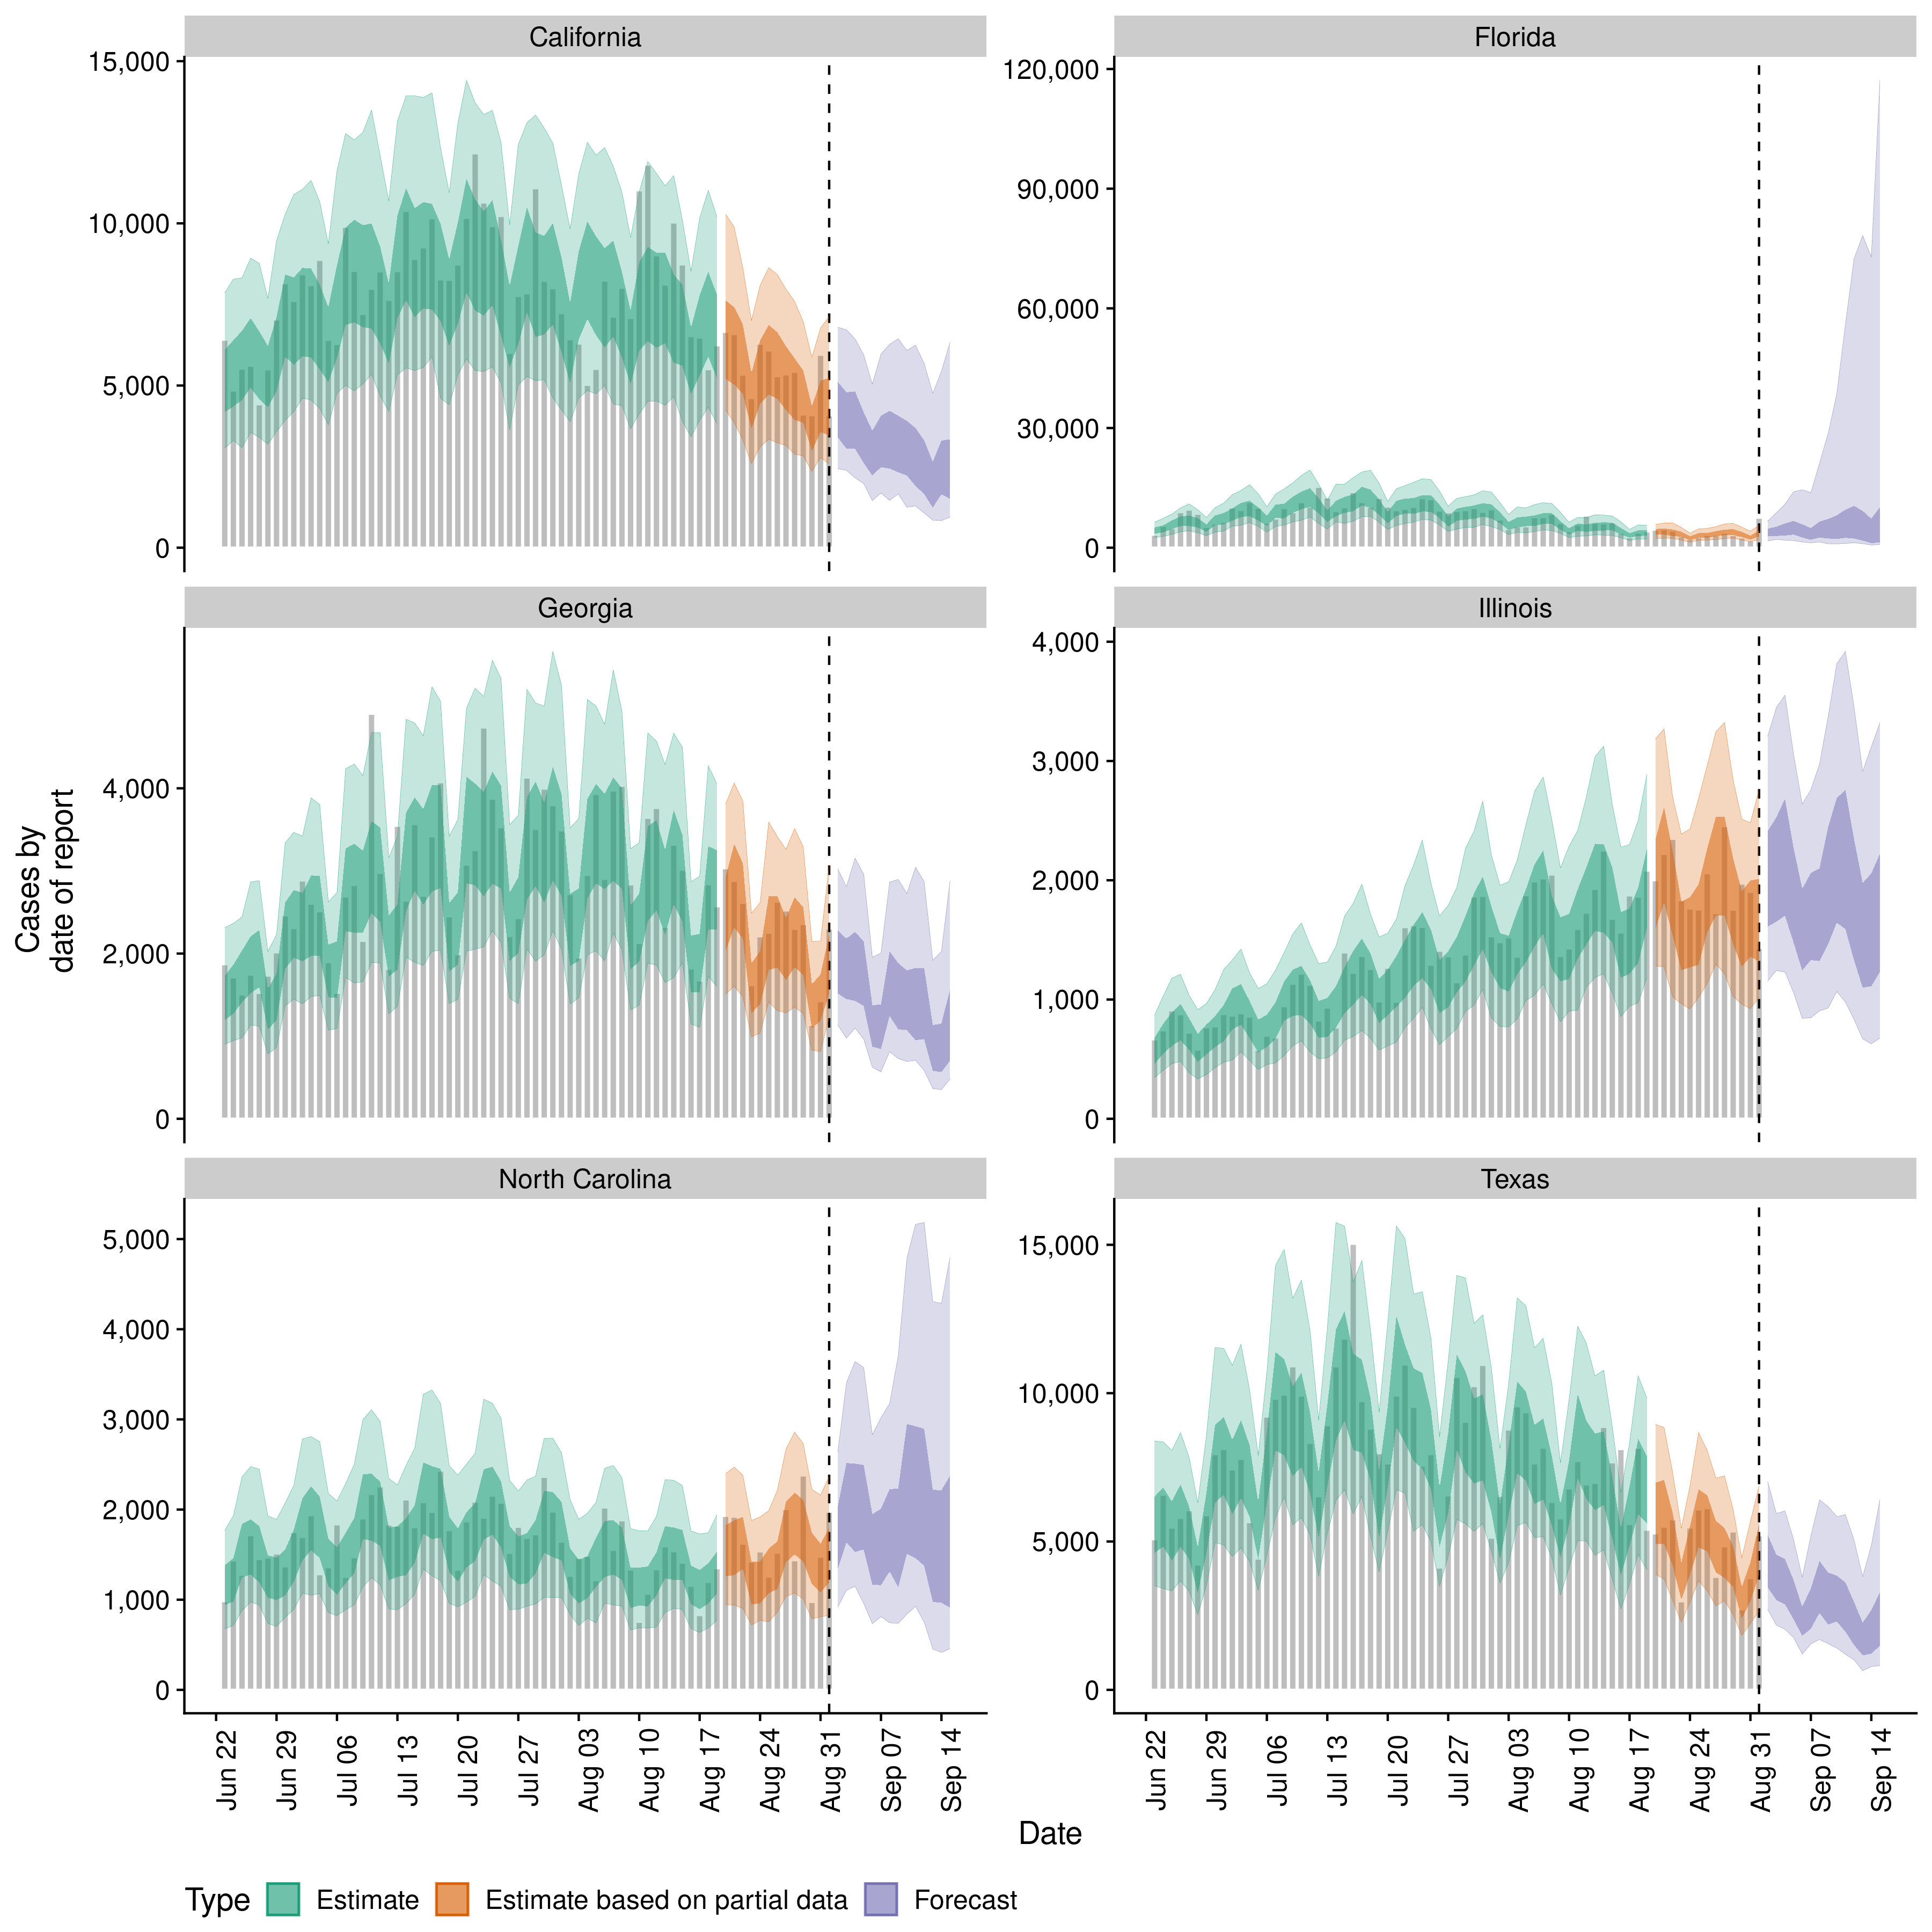 California
15,000
10,000
5,000
0
Florida
120,000
90,000
60,000
30,000
0
Georgia
4,000
2,000
0
Illinois
4,000
3,000
2,000
1,000
0
North Carolina
5,000
4,000
3,000
2,000
1,000
0
Texas
15,000
10,000
5,000
0
Cases by
date of report
Jun 22 Jun 29 Jul 06 Jul 13 Jul 20 Jul 27 Aug 03 Aug 10 Aug 17 Aug 24 Aug 31 Sep 07 Sep 14
Jun 22 Jun 29 Jul 06 Jul 13 Jul 20 Jul 27 Aug 03 Aug 10 Aug 17 Aug 24 Aug 31 Sep 07 Sep 14
Date
Type Estimate Estimate based on partial data Forecast